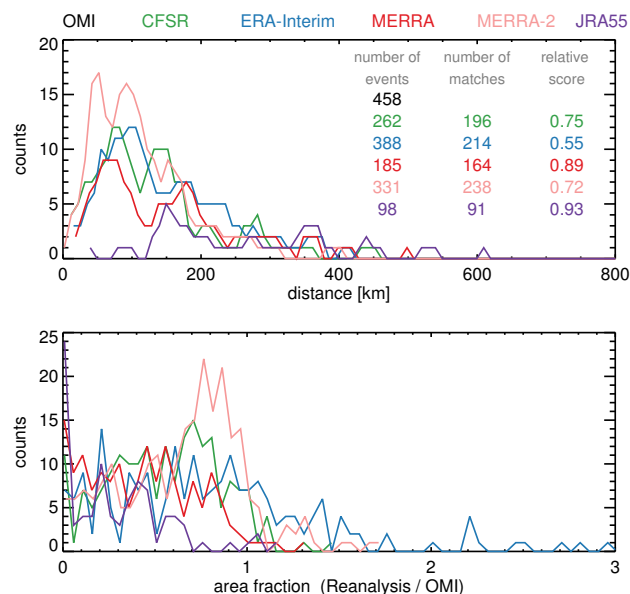 OMI CFSR ERA-Interim MERRA MERRA-2 JRA55
20
15
10
5
0
counts
number of events number of matches relative score
458
262 196 0.75
388 214 0.55
185 164 0.89
331 238 0.72
98 91 0.93
0 200 400 600 800
distance [km]
25
20
15
10
5
0
counts
0 1 2 3
area fraction (Reanalysis / OMI)